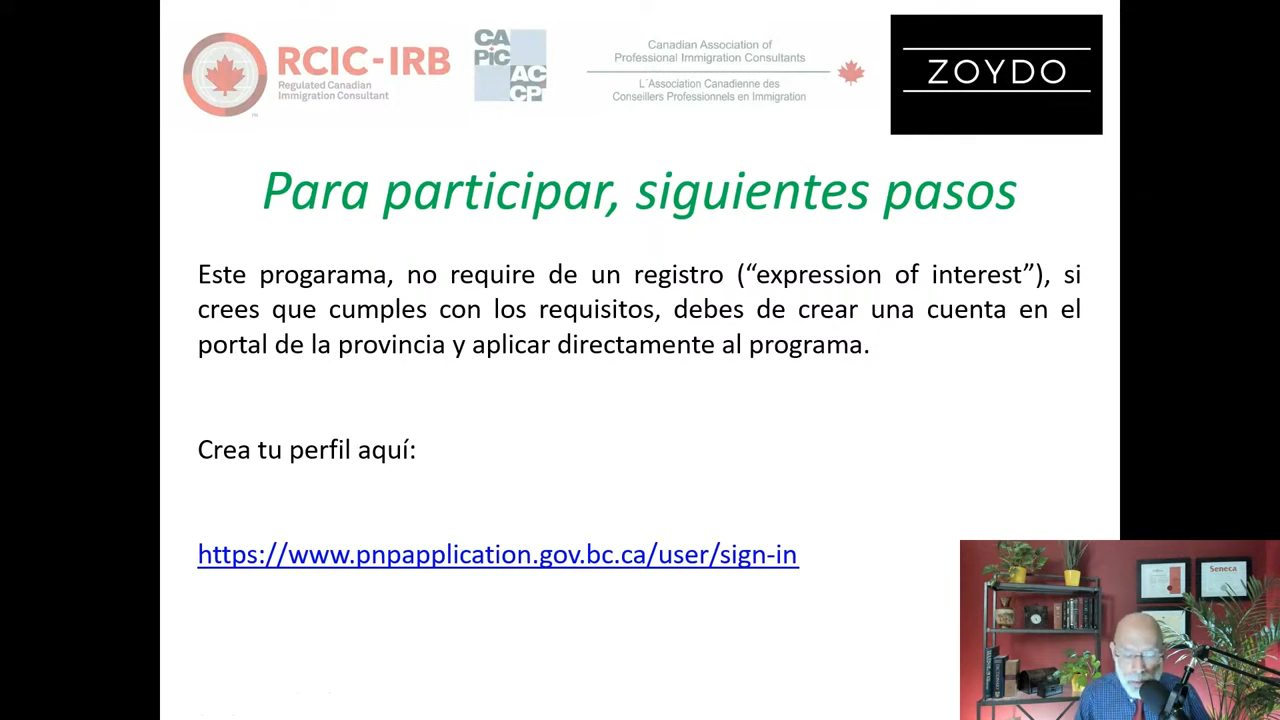 RCIC-IRB
Regulated Canadian
Immigration Consultant
CA
PiC
AC
CP
Canadian Association of
Professional Immigration Consultants
L´Association Canadienne des
Conseillers Professionnels en Immigration
ZOYDO
Para participar, siguientes pasos
Este progarama, no require de un registro (“expression of interest”), si
crees que cumples con los requisitos, debes de crear una cuenta en el
portal de la provincia y aplicar directamente al programa.
Crea tu perfil aquí:
https://www.pnpapplication.gov.bc.ca/user/sign-in
Seneca